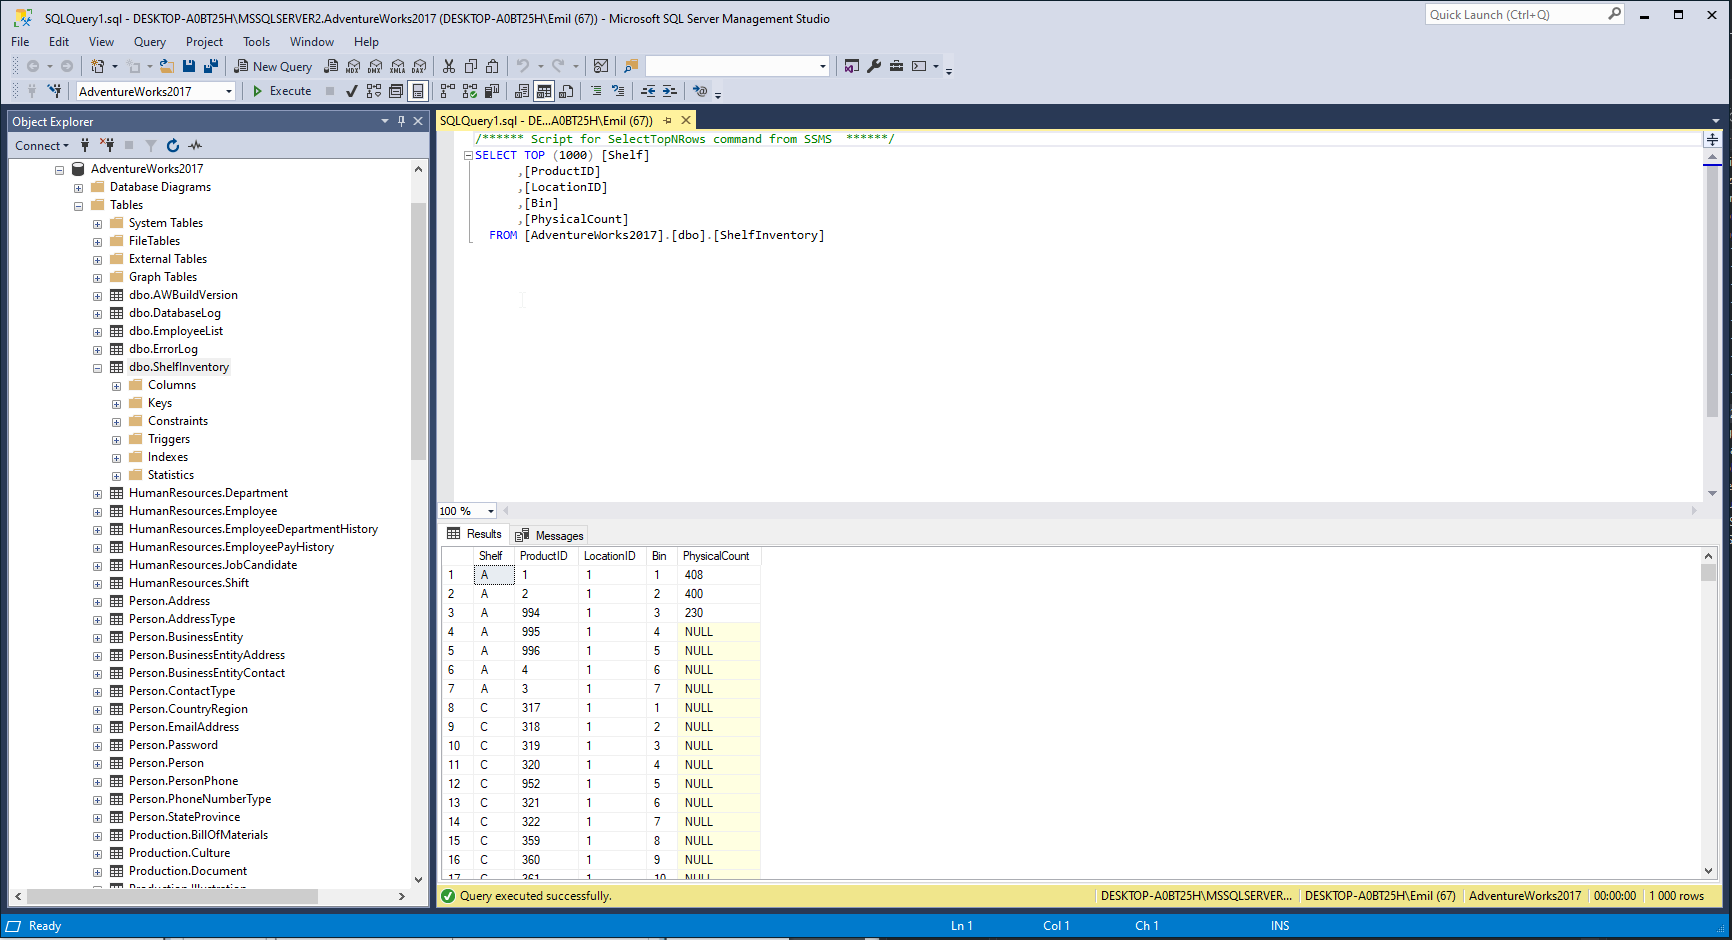 SQLQuery1.sql - DESKTOP-A0BT25H\MSSQLSERVER2.AdventureWorks2017 (DESKTOP-A0BT25H\Emil (67)) - Microsoft SQL Server Management Studio
Quick Launch (Ctrl+Q)
File Edit View Query Project Tools Window Help
New Query MDX DMX XMLA DAX
AdventureWorks2017 Execute
Object Explorer
Connect
AdventureWorks2017
Database Diagrams
Tables
System Tables
FileTables
External Tables
Graph Tables
dbo.AWBuildVersion
dbo.DatabaseLog
dbo.EmployeeList
dbo.ErrorLog
dbo.ShelfInventory
Columns
Keys
Constraints
Triggers
Indexes
Statistics
HumanResources.Department
HumanResources.Employee
HumanResources.EmployeeDepartmentHistory
HumanResources.EmployeePayHistory
HumanResources.JobCandidate
HumanResources.Shift
Person.Address
Person.AddressType
Person.BusinessEntity
Person.BusinessEntityAddress
Person.BusinessEntityContact
Person.ContactType
Person.CountryRegion
Person.EmailAddress
Person.Password
Person.Person
Person.PersonPhone
Person.PhoneNumberType
Person.StateProvince
Production.BillOfMaterials
Production.Culture
Production.Document
Production.Illustration
SQLQuery1.sql - DE...A0BT25H\Emil (67))
/****** Script for SelectTopNRows command from SSMS  ******/
SELECT TOP (1000) [Shelf]
,[ProductID]
,[LocationID]
,[Bin]
,[PhysicalCount]
FROM [AdventureWorks2017].[dbo].[ShelfInventory]
100 %
Results Messages
Shelf ProductID LocationID Bin PhysicalCount
1 A 1 1 1 408
2 A 2 1 2 400
3 A 994 1 3 230
4 A 995 1 4 NULL
5 A 996 1 5 NULL
6 A 4 1 6 NULL
7 A 3 1 7 NULL
8 C 317 1 1 NULL
9 C 318 1 2 NULL
10 C 319 1 3 NULL
11 C 320 1 4 NULL
12 C 952 1 5 NULL
13 C 321 1 6 NULL
14 C 322 1 7 NULL
15 C 359 1 8 NULL
16 C 360 1 9 NULL
17 C 361 1 10 NULL
Query executed successfully. DESKTOP-A0BT25H\MSSQLSERVER... DESKTOP-A0BT25H\Emil (67) AdventureWorks2017 00:00:00 1 000 rows
Ready Ln 1 Col 1 Ch 1 INS